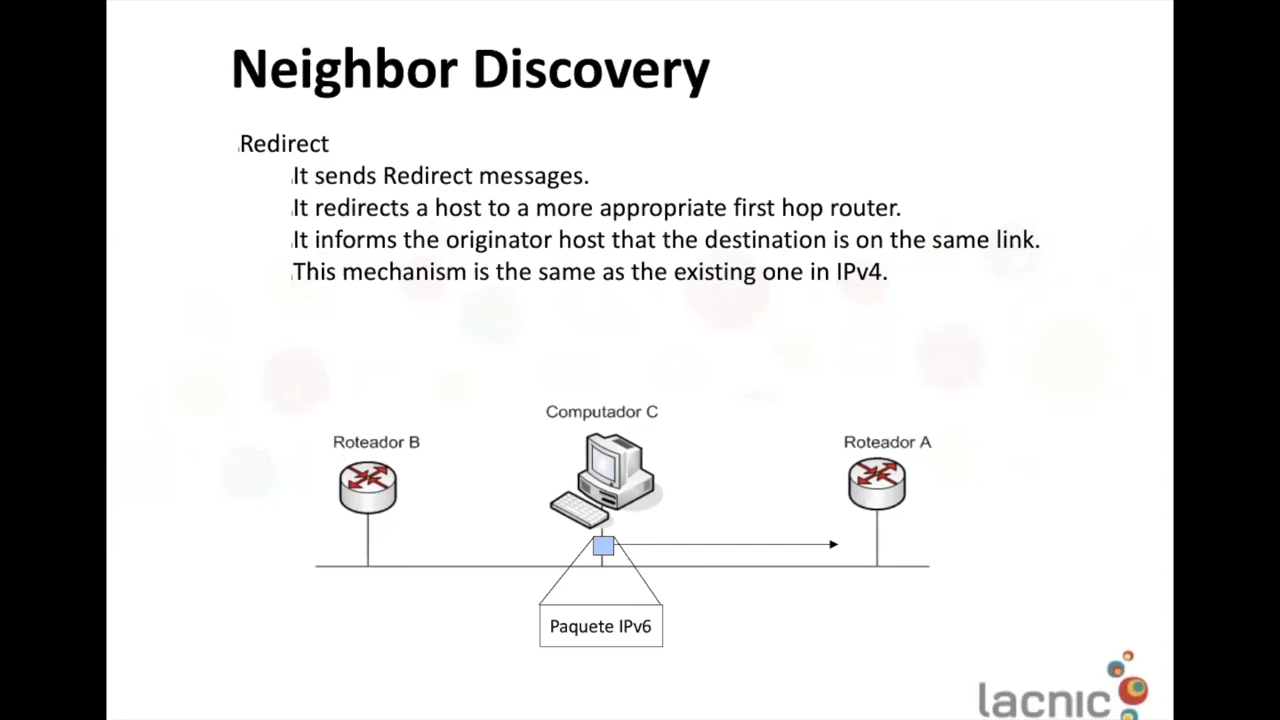 Neighbor Discovery
Redirect
It sends Redirect messages.
It redirects a host to a more appropriate first hop router.
It informs the originator host that the destination is on the same link.
This mechanism is the same as the existing one in IPv4.
Computador C
Roteador B
Roteador A
Paquete IPv6
lacnic